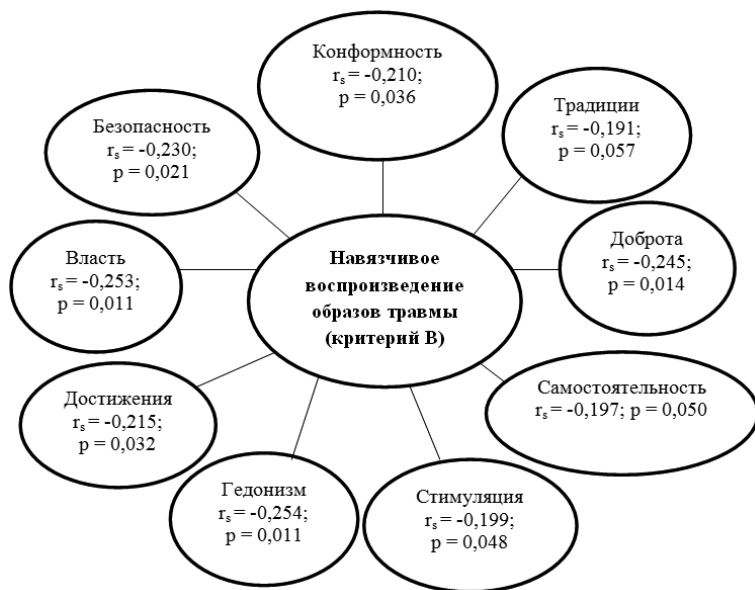 Конформность
rₛ = -0,210;
p = 0,036
Традиции
rₛ = -0,191;
p = 0,057
Безопасность
rₛ = -0,230;
p = 0,021
Доброта
rₛ = -0,245;
p = 0,014
Власть
rₛ = -0,253;
p = 0,011
Навязчивое
воспроизведение
образов травмы
(критерий В)
Самостоятельность
rₛ = -0,197; p = 0,050
Достижения
rₛ = -0,215;
p = 0,032
Гедонизм
rₛ = -0,254;
p = 0,011
Стимуляция
rₛ = -0,199;
p = 0,048